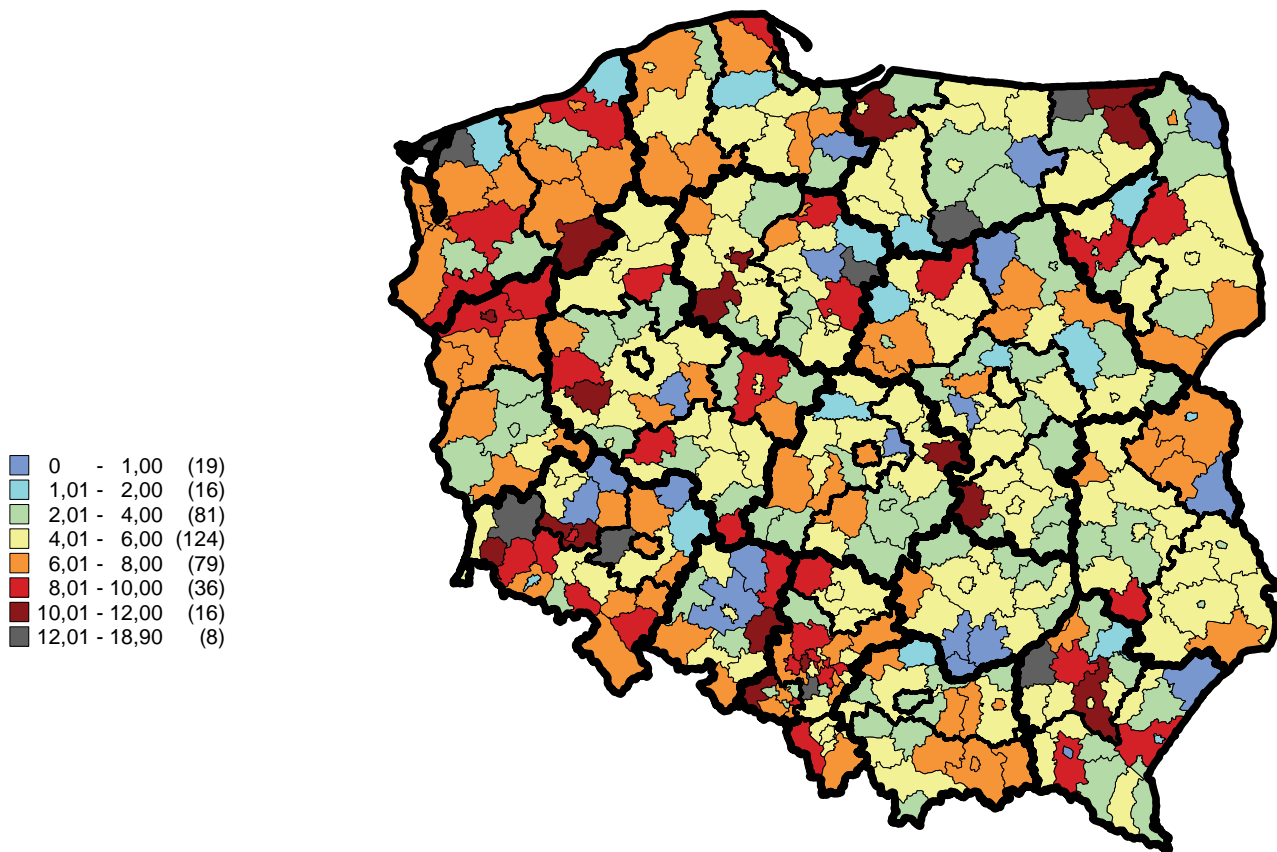 0 - 1,00 (19)
1,01 - 2,00 (16)
2,01 - 4,00 (81)
4,01 - 6,00 (124)
6,01 - 8,00 (79)
8,01 - 10,00 (36)
10,01 - 12,00 (16)
12,01 - 18,90 (8)